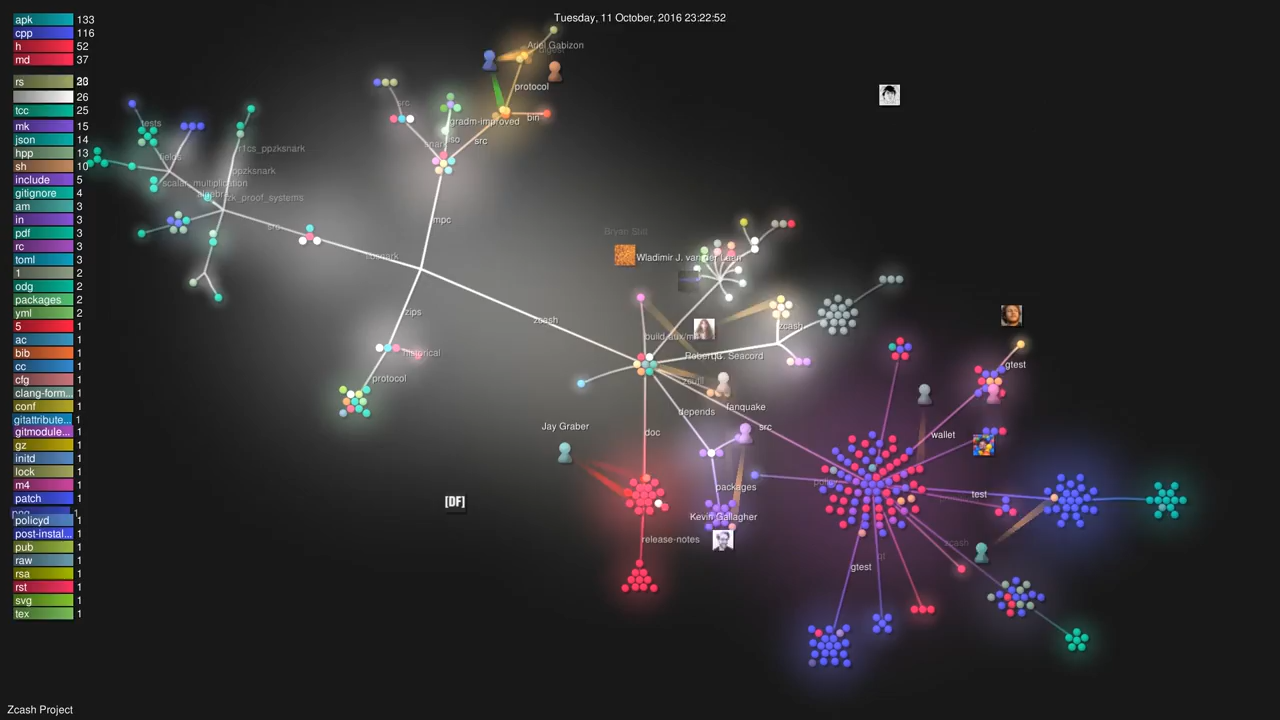 Tuesday, 11 October, 2016 23:22:52
apk 133
cpp 116
h 52
md 37
rs
26
tcc 25
mk 15
json 14
hpp 13
sh 10
include 5
gitignore 4
am 3
in 3
pdf 3
rc 3
toml 3
1 2
odg 2
packages 2
yml 2
5 1
ac 1
bib 1
cc 1
cfg 1
clang-form... 1
conf 1
gitattribute... 1
gitmodule... 1
gz 1
initd 1
lock 1
m4 1
patch 1
policyd 1
post-instal... 1
pub 1
raw 1
rsa 1
rst 1
svg 1
tex 1
Ariel Gabizon
protocol
src
gradm-improved
bin
src
tests
fields
r1cs_ppzksnark
ppzksnark
scalar_multiplication
zk_proof_systems
src
mpc
zips
historical
protocol
zcash
Bryan Stitt
Wladimir J. van der Laan
zcash
Robert C. Seacord
depends
fanquake
src
doc
Jay Graber
[DF]
packages
Kevin Gallagher
release-notes
gtest
wallet
policy
test
zcash
qt
gtest
Zcash Project